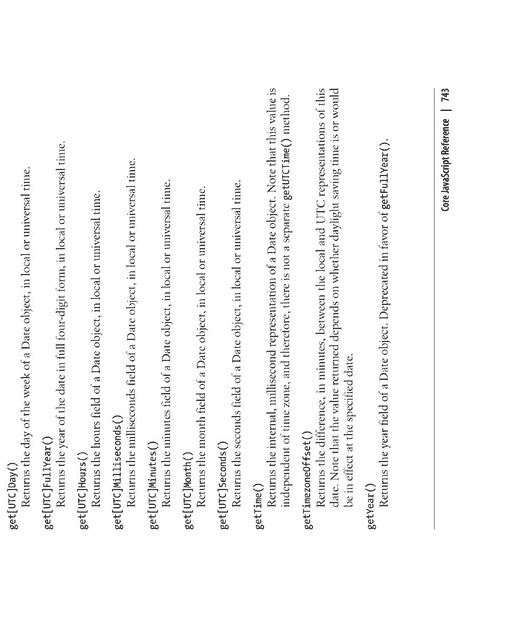 get[UTC]Day()
Returns the day of the week of a Date object, in local or universal time.
get[UTC]FullYear()
Returns the year of the date in full four-digit form, in local or universal time.
get[UTC]Hours()
Returns the hours field of a Date object, in local or universal time.
get[UTC]Milliseconds()
Returns the milliseconds field of a Date object, in local or universal time.
get[UTC]Minutes()
Returns the minutes field of a Date object, in local or universal time.
get[UTC]Month()
Returns the month field of a Date object, in local or universal time.
get[UTC]Seconds()
Returns the seconds field of a Date object, in local or universal time.
getTime()
Returns the internal, millisecond representation of a Date object. Note that this value is
independent of time zone, and therefore, there is not a separate getUTCTime() method.
getTimezoneOffset()
Returns the difference, in minutes, between the local and UTC representations of this
date. Note that the value returned depends on whether daylight saving time is or would
be in effect at the specified date.
getYear()
Returns the year field of a Date object. Deprecated in favor of getFullYear().
Core JavaScript Reference | 743